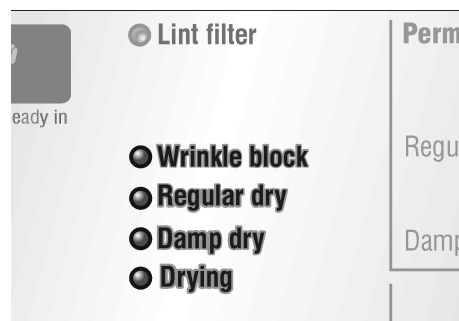 Lint filter
Perm
eady in
Wrinkle block
Regu
Regular dry
Damp dry
Damp
Drying